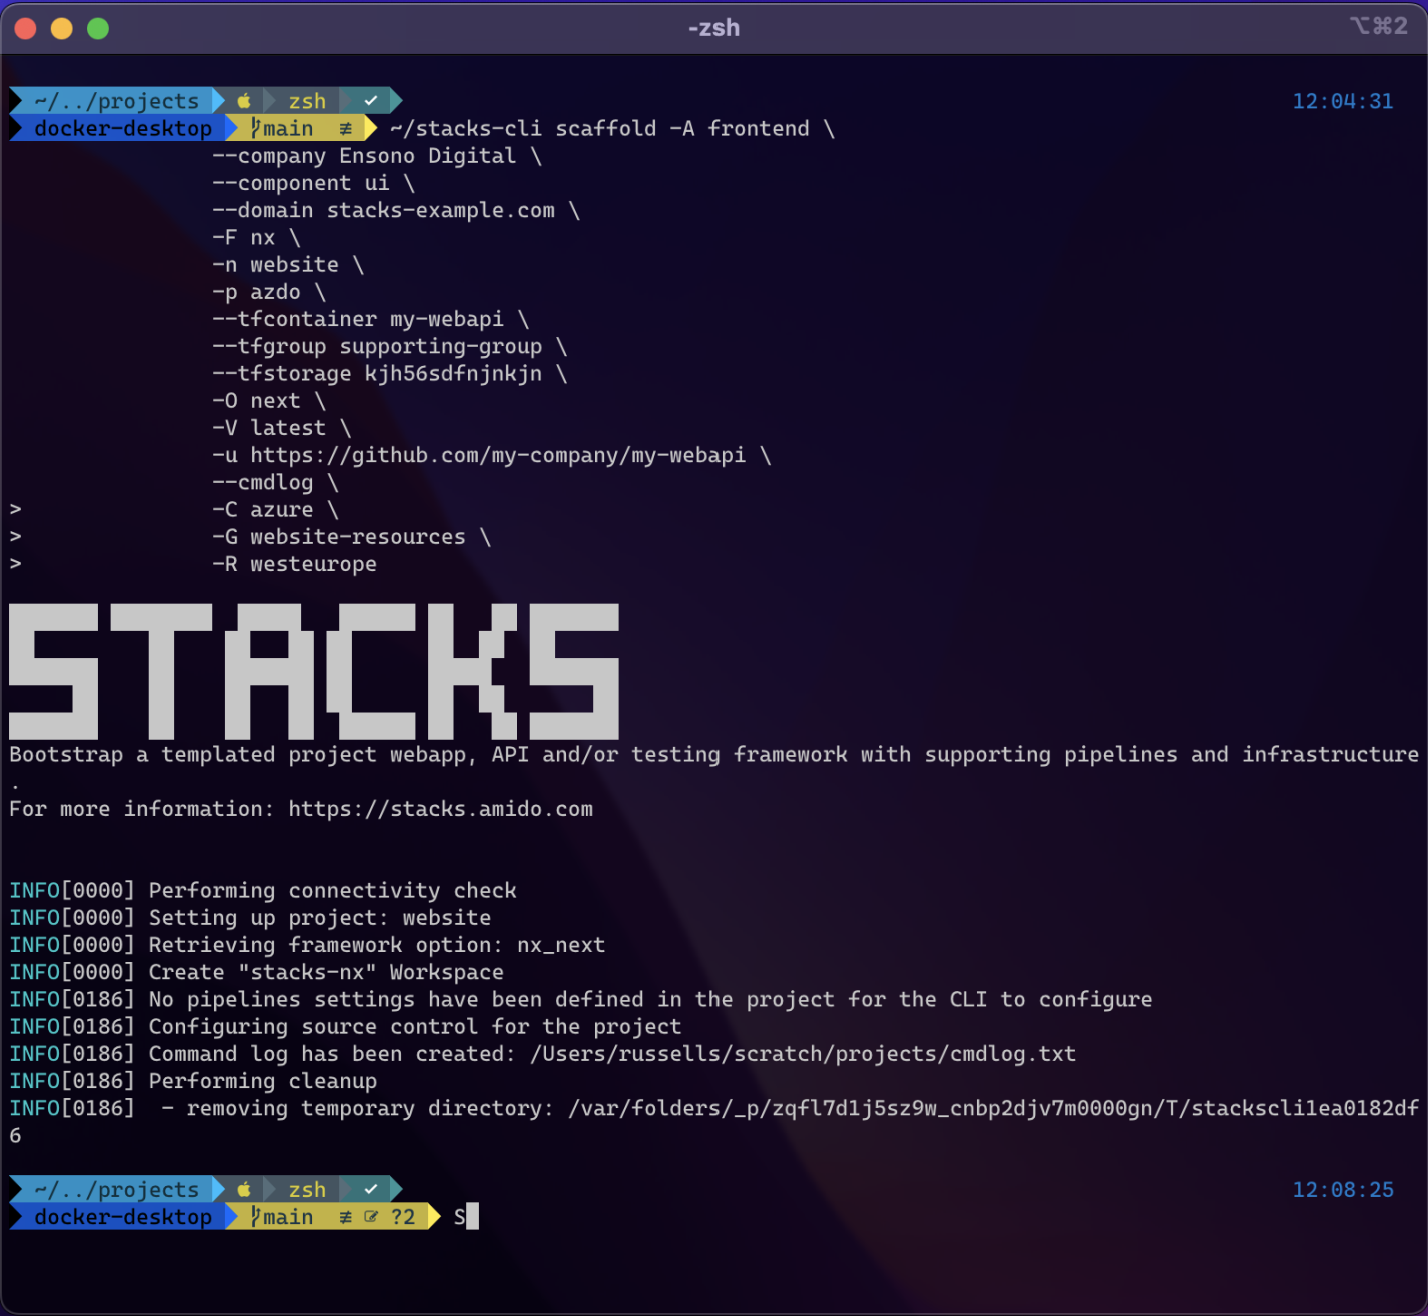 -zsh
⌥⌘2
~/../projects zsh ✓ 12:04:31
docker-desktop main ≢ ~/stacks-cli scaffold -A frontend \
--company Ensono Digital \
--component ui \
--domain stacks-example.com \
-F nx \
-n website \
-p azdo \
--tfcontainer my-webapi \
--tfgroup supporting-group \
--tfstorage kjh56sdfnjnkjn \
-O next \
-V latest \
-u https://github.com/my-company/my-webapi \
--cmdlog \
> -C azure \
> -G website-resources \
> -R westeurope
STACKS
Bootstrap a templated project webapp, API and/or testing framework with supporting pipelines and infrastructure
.
For more information: https://stacks.amido.com
INFO[0000] Performing connectivity check
INFO[0000] Setting up project: website
INFO[0000] Retrieving framework option: nx_next
INFO[0000] Create "stacks-nx" Workspace
INFO[0186] No pipelines settings have been defined in the project for the CLI to configure
INFO[0186] Configuring source control for the project
INFO[0186] Command log has been created: /Users/russells/scratch/projects/cmdlog.txt
INFO[0186] Performing cleanup
INFO[0186]  - removing temporary directory: /var/folders/_p/zqfl7d1j5sz9w_cnbp2djv7m0000gn/T/stackscli1ea0182df
6
~/../projects zsh ✓ 12:08:25
docker-desktop main ≢ ?2 S